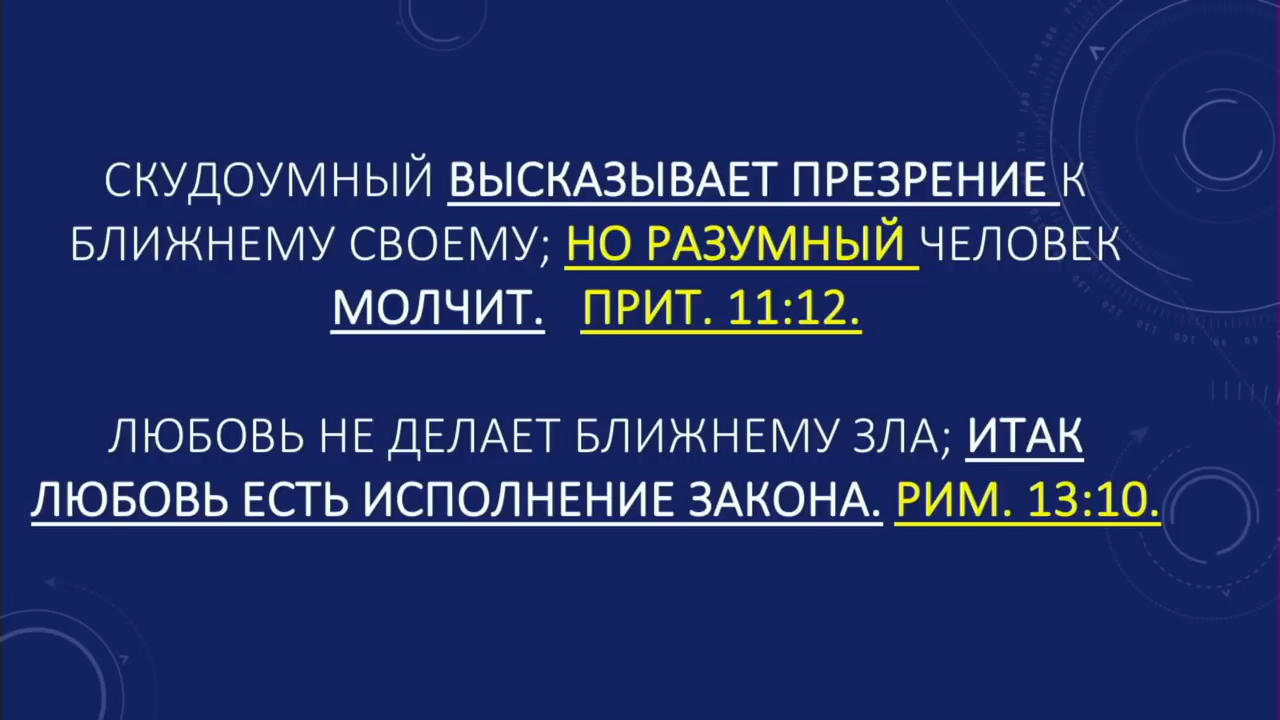 СКУДОУМНЫЙ ВЫСКАЗЫВАЕТ ПРЕЗРЕНИЕ К
БЛИЖНЕМУ СВОЕМУ; НО РАЗУМНЫЙ ЧЕЛОВЕК
МОЛЧИТ. ПРИТ. 11:12.
ЛЮБОВЬ НЕ ДЕЛАЕТ БЛИЖНЕМУ ЗЛА; ИТАК
ЛЮБОВЬ ЕСТЬ ИСПОЛНЕНИЕ ЗАКОНА. РИМ. 13:10.